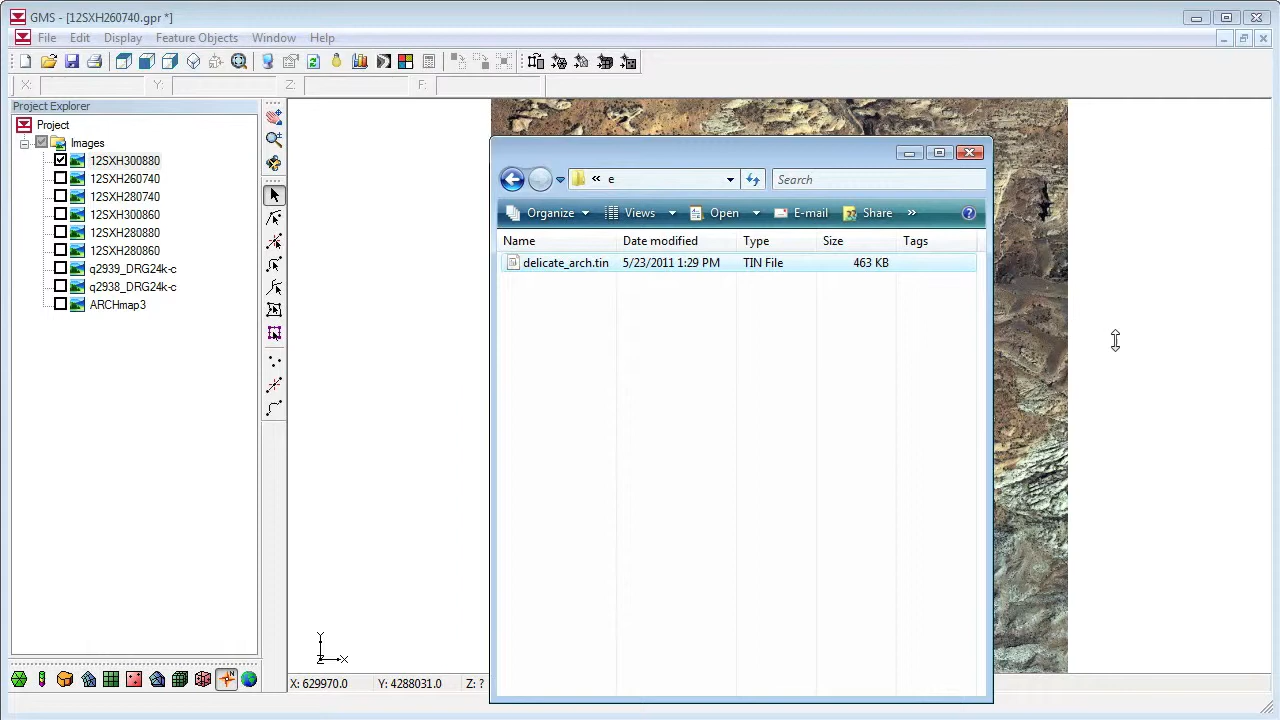 GMS - [12SXH260740.gpr *]
File Edit Display Feature Objects Window Help
X: Y: Z: F:
Project Explorer
Project
Images
12SXH300880
12SXH260740
12SXH280740
12SXH300860
12SXH280880
12SXH280860
q2939_DRG24k-c
q2938_DRG24k-c
ARCHmap3
« e
Search
Organize Views Open E-mail Share »
Name Date modified Type Size Tags
delicate_arch.tin 5/23/2011 1:29 PM TIN File 463 KB
Y
Z X
X: 629970.0 Y: 4288031.0 Z: ?